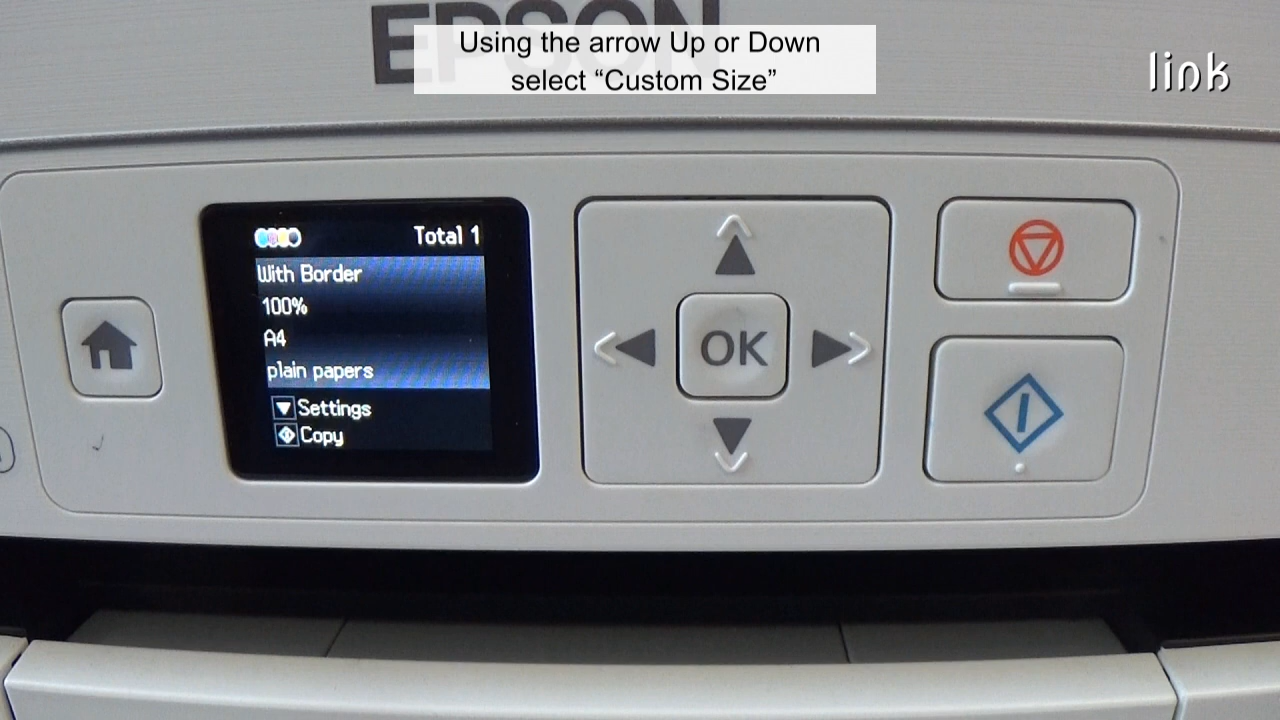 EPSON
Using the arrow Up or Down
select “Custom Size”
link
Total 1
With Border
100%
A4
plain papers
Settings
Copy
OK